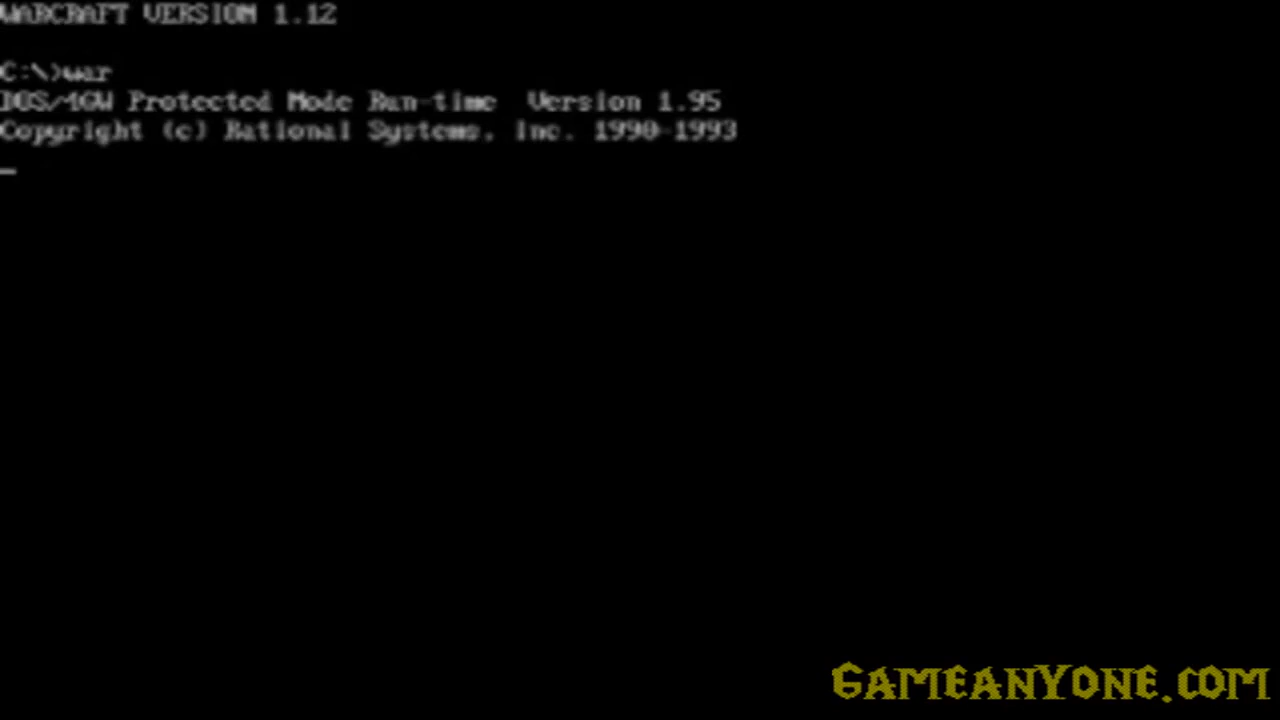 WARCRAFT VERSION 1.12
C:\>war
DOS/4GW Protected Mode Run-time  Version 1.95
Copyright (c) Rational Systems, Inc. 1990-1993
GAMEANYONE.COM